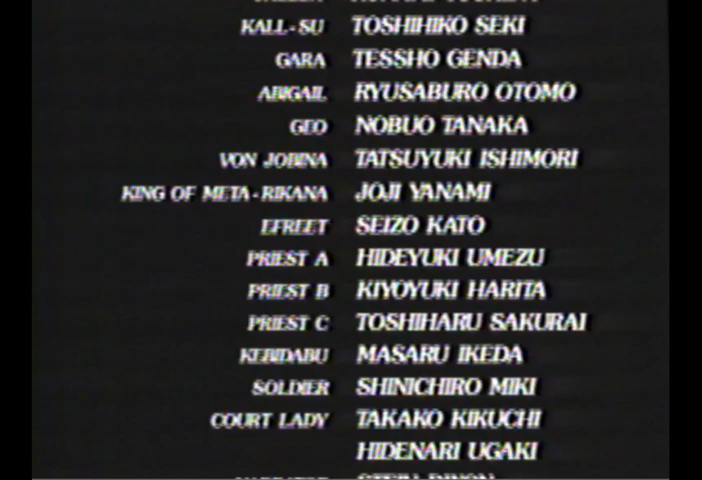 KALL-SU TOSHIHIKO SEKI
GARA TESSHO GENDA
ABIGAIL RYUSABURO OTOMO
GEO NOBUO TANAKA
VON JOBINA TATSUYUKI ISHIMORI
KING OF META-RIKANA JOJI YANAMI
EFREET SEIZO KATO
PRIEST A HIDEYUKI UMEZU
PRIEST B KIYOYUKI HARITA
PRIEST C TOSHIHARU SAKURAI
KEBIDABU MASARU IKEDA
SOLDIER SHINICHIRO MIKI
COURT LADY TAKAKO KIKUCHI
HIDENARI UGAKI